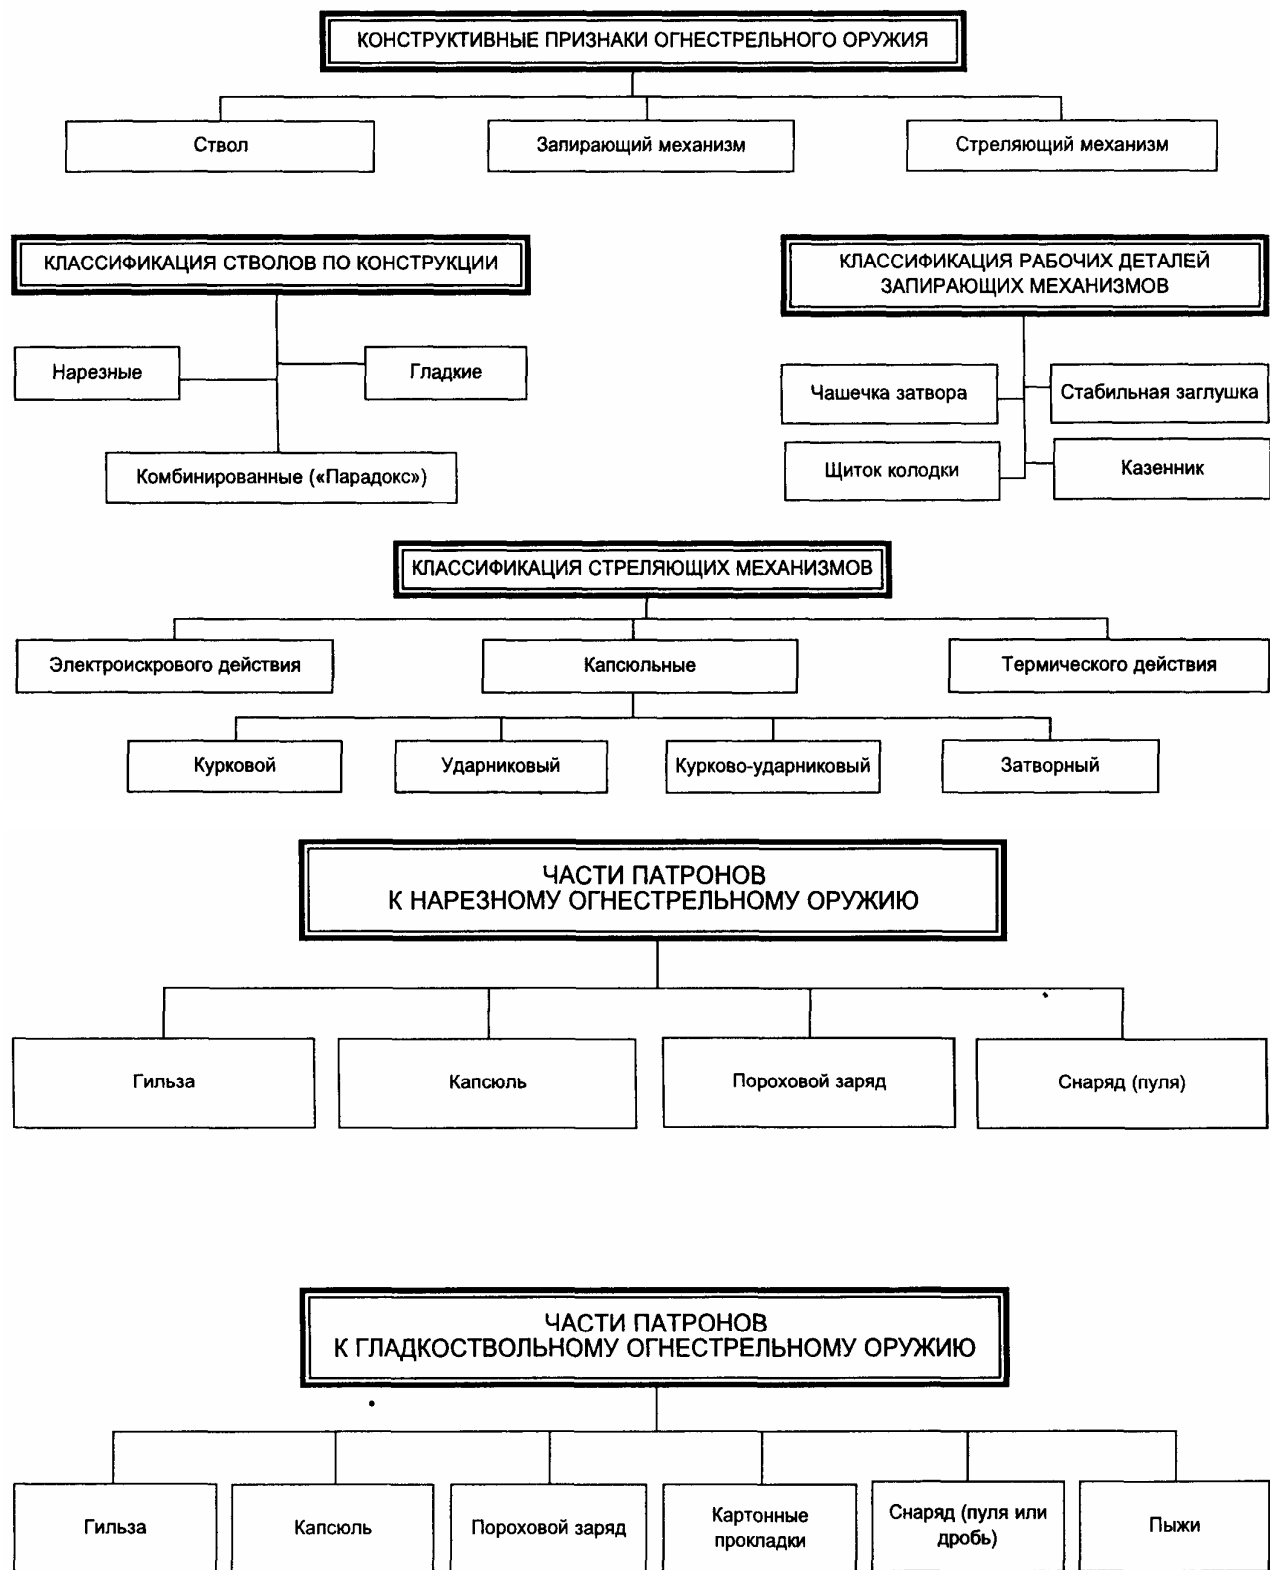 КОНСТРУКТИВНЫЕ ПРИЗНАКИ ОГНЕСТРЕЛЬНОГО ОРУЖИЯ
Ствол
Запирающий механизм
Стреляющий механизм
КЛАССИФИКАЦИЯ СТВОЛОВ ПО КОНСТРУКЦИИ
Нарезные
Гладкие
Комбинированные («Парадокс»)
КЛАССИФИКАЦИЯ РАБОЧИХ ДЕТАЛЕЙ
ЗАПИРАЮЩИХ МЕХАНИЗМОВ
Чашечка затвора
Стабильная заглушка
Щиток колодки
Казенник
КЛАССИФИКАЦИЯ СТРЕЛЯЮЩИХ МЕХАНИЗМОВ
Электроискрового действия
Капсюльные
Термического действия
Курковой
Ударниковый
Курково-ударниковый
Затворный
ЧАСТИ ПАТРОНОВ
К НАРЕЗНОМУ ОГНЕСТРЕЛЬНОМУ ОРУЖИЮ
Гильза
Капсюль
Пороховой заряд
Снаряд (пуля)
ЧАСТИ ПАТРОНОВ
К ГЛАДКОСТВОЛЬНОМУ ОГНЕСТРЕЛЬНОМУ ОРУЖИЮ
Гильза
Капсюль
Пороховой заряд
Картонные
прокладки
Снаряд (пуля или
дробь)
Пыжи